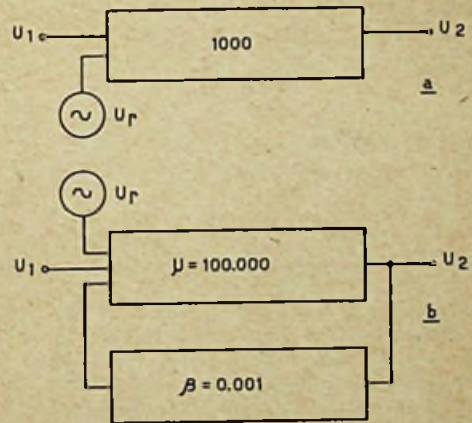 U1 1000 U2
a
~ Ur
~ Ur
U1 μ = 100.000 U2
b
β = 0.001